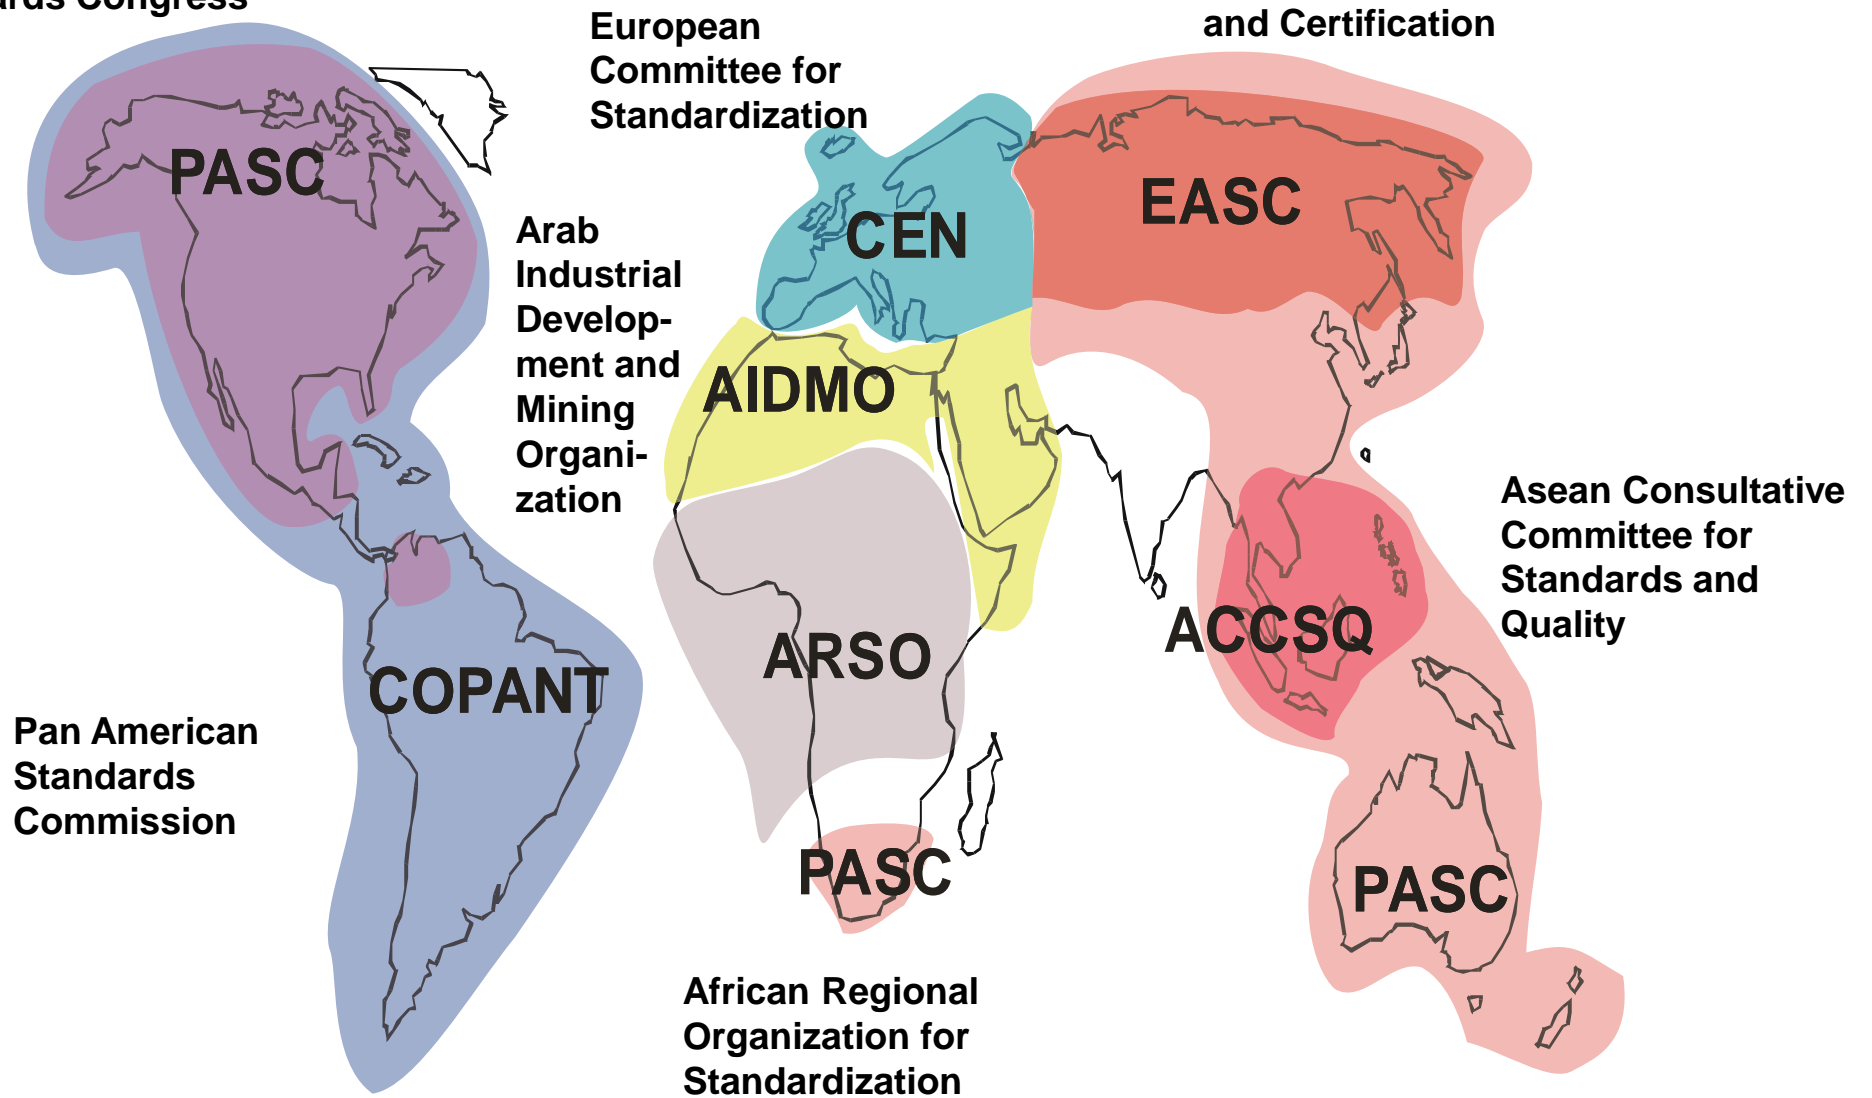 Congress
European
Committee for
Standardization
and Certification
PASC
EASC
Arab
Industrial
Develop-
ment and
Mining
Organi-
zation
CEN
AIDMO
Asean Consultative
Committee for
Standards and
Quality
ACCSQ
ARSO
COPANT
Pan American
Standards
Commission
PASC
PASC
African Regional
Organization for
Standardization